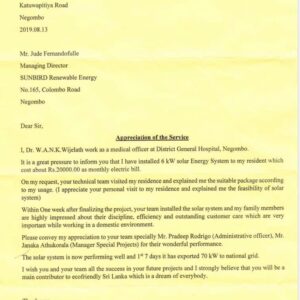 Katuwapitiya Road
Negombo
2019.08.13
Mr. Jude Fernandofulle
Managing Director
SUNBIRD Renewable Energy
No.165, Colombo Road
Negombo
Dear Sir,
Appreciation of the Service
I, Dr. W.A.N.K.Wijelath work as a medical officer at District General Hospital, Negombo.
It is a great pressure to inform you that I have installed 6 kW solar Energy System to my resident which
cost about Rs.20000.00 as monthly electric bill.
On my request, your technical team visited my residence and explained me the suitable package according
to my usage. (I appreciate your personal visit to my residence and explained me the feasibility of solar
system)
Within One week after finalizing the project, your team installed the solar system and my family members
are highly impressed about their discipline, efficiency and outstanding customer care which are very
important while working in a domestic environment.
Please convey my appreciation to your team specially Mr. Pradeep Rodrigo (Administrative officer), Mr.
Janaka Athukorala (Manager Special Projects) for their wonderful performance.
The solar system is now performing well and 1st 7 days it has exported 70 kW to national grid.
I wish you and your team all the success in your future projects and I strongly believe that you will be a
main contributor to ecofriendly Sri Lanka which is a dream of everybody.